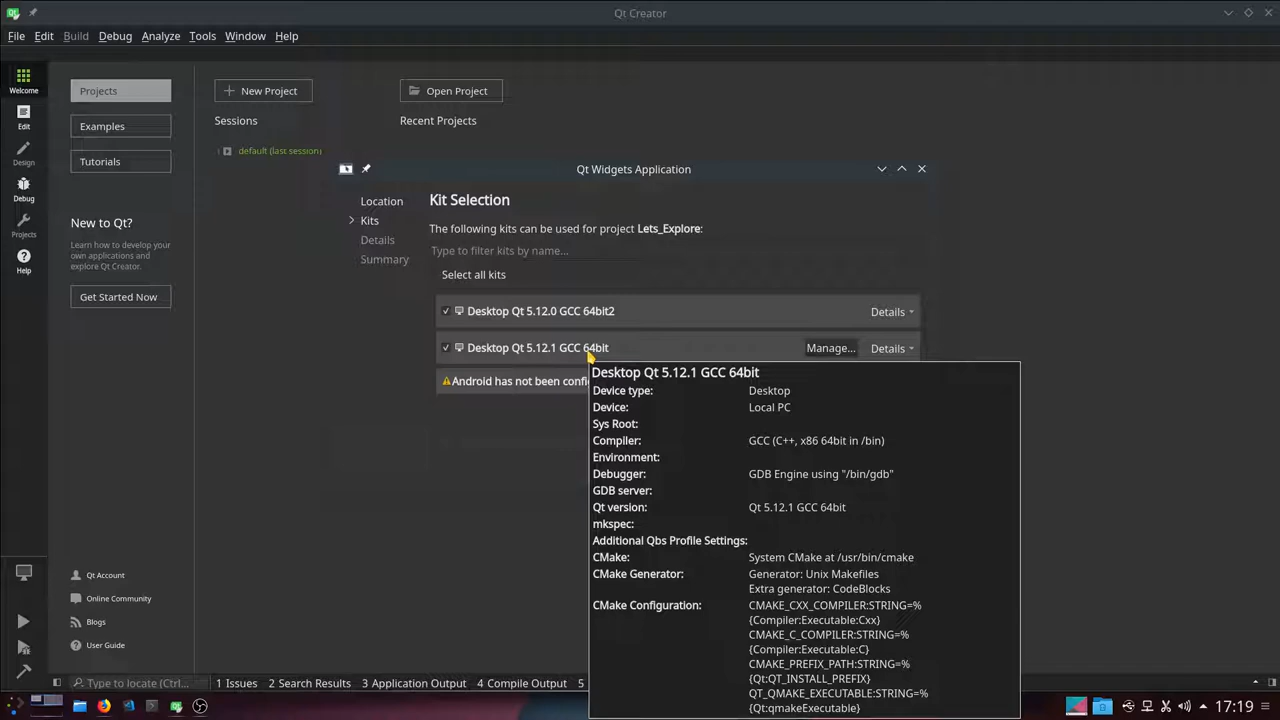 Qt Creator
File Edit Build Debug Analyze Tools Window Help
Welcome
Edit
Design
Debug
Projects
Help
Projects
Examples
Tutorials
New to Qt?
Learn how to develop your
own applications and
explore Qt Creator.
Get Started Now
Qt Account
Online Community
Blogs
User Guide
New Project
Open Project
Sessions
Recent Projects
default (last session)
Qt Widgets Application
Location
Kits
Details
Summary
Kit Selection
The following kits can be used for project Lets_Explore:
Type to filter kits by name...
Select all kits
Desktop Qt 5.12.0 GCC 64bit2 Details
Desktop Qt 5.12.1 GCC 64bit Manage... Details
Android has not been confi
Desktop Qt 5.12.1 GCC 64bit
Device type: Desktop
Device: Local PC
Sys Root:
Compiler: GCC (C++, x86 64bit in /bin)
Environment:
Debugger: GDB Engine using "/bin/gdb"
GDB server:
Qt version: Qt 5.12.1 GCC 64bit
mkspec:
Additional Qbs Profile Settings:
CMake: System CMake at /usr/bin/cmake
CMake Generator: Generator: Unix Makefiles
Extra generator: CodeBlocks
CMake Configuration: CMAKE_CXX_COMPILER:STRING=%
{Compiler:Executable:Cxx}
CMAKE_C_COMPILER:STRING=%
{Compiler:Executable:C}
CMAKE_PREFIX_PATH:STRING=%
{Qt:QT_INSTALL_PREFIX}
QT_QMAKE_EXECUTABLE:STRING=%
{Qt:qmakeExecutable}
Type to locate (Ctrl... 1 Issues 2 Search Results 3 Application Output 4 Compile Output 5
17:19